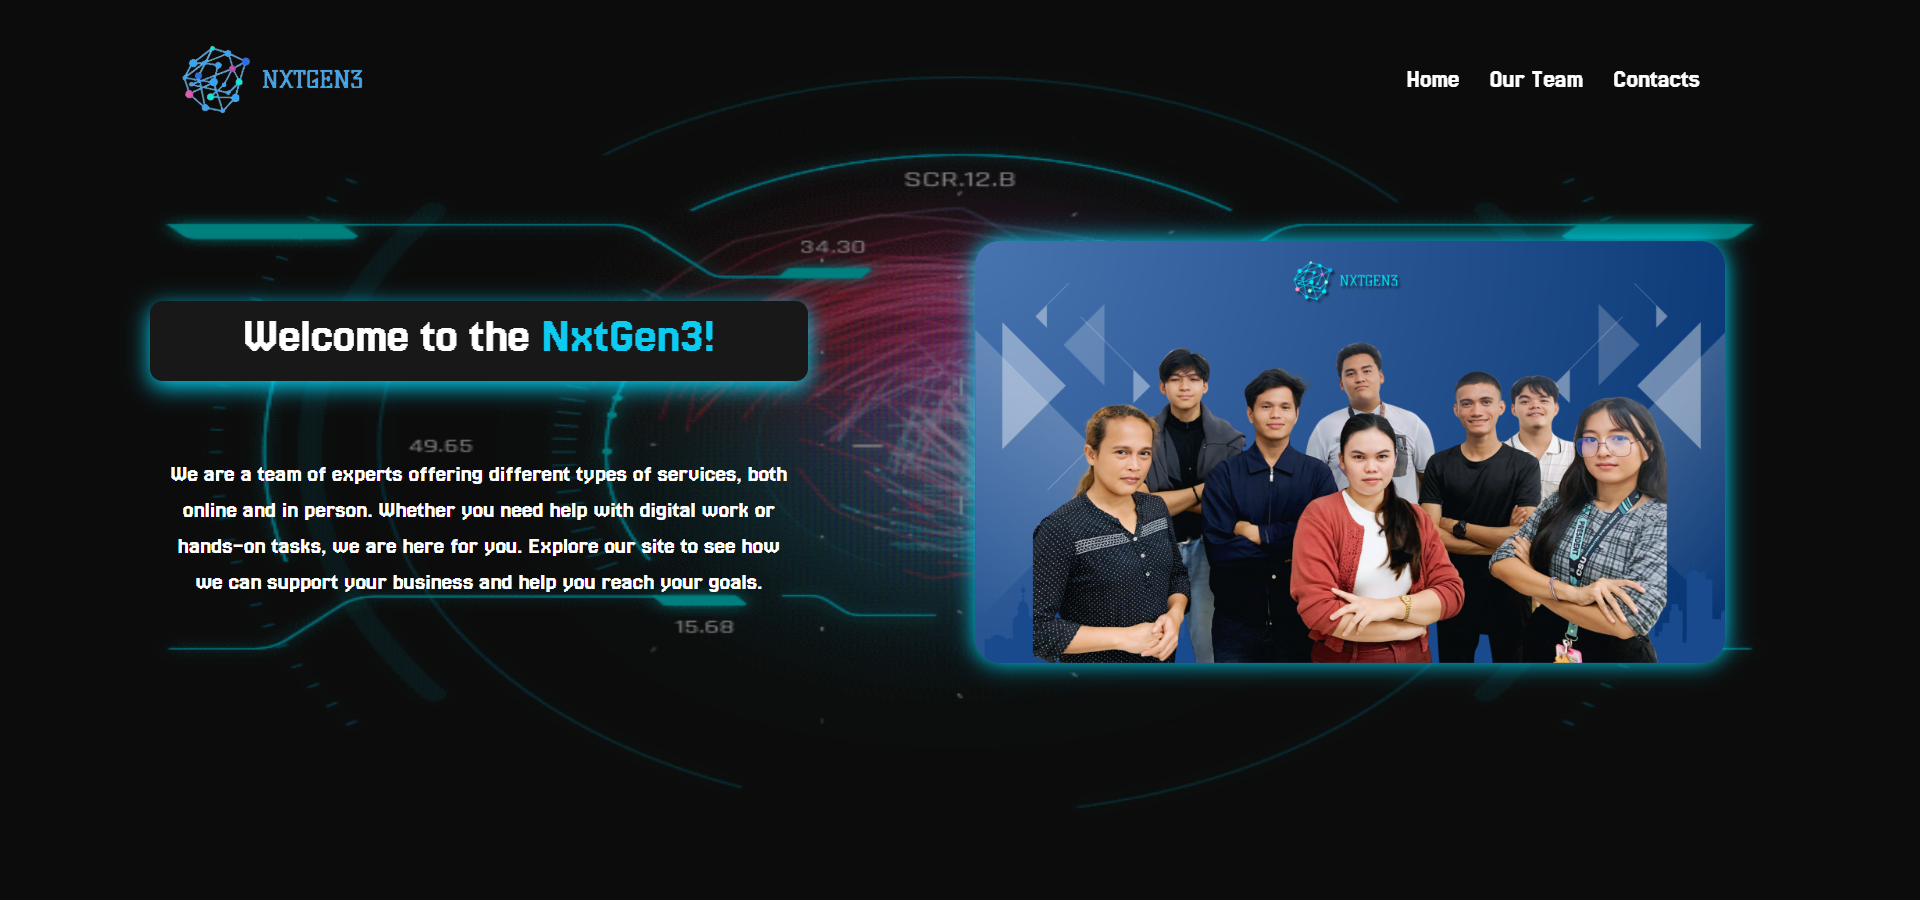 NXTGEN3
Home Our Team Contacts
SCR.12.B
34.30
NXTGEN3
Welcome to the NxtGen3!
49.65
We are a team of experts offering different types of services, both
online and in person. Whether you need help with digital work or
hands-on tasks, we are here for you. Explore our site to see how
we can support your business and help you reach your goals.
15.68
CSU